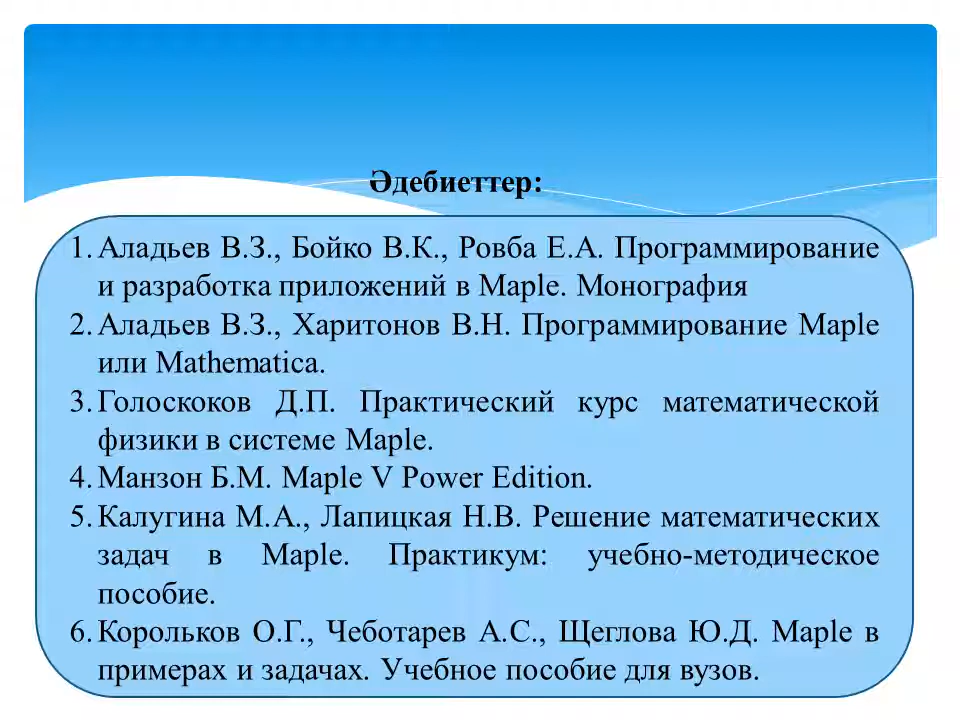 Әдебиеттер:
1. Аладьев В.З., Бойко В.К., Ровба Е.А. Программирование
и разработка приложений в Maple. Монография
2. Аладьев В.З., Харитонов В.Н. Программирование Maple
или Mathematica.
3. Голоскоков Д.П. Практический курс математической
физики в системе Maple.
4. Манзон Б.М. Maple V Power Edition.
5. Калугина М.А., Лапицкая Н.В. Решение математических
задач в Maple. Практикум: учебно-методическое
пособие.
6. Корольков О.Г., Чеботарев А.С., Щеглова Ю.Д. Maple в
примерах и задачах. Учебное пособие для вузов.